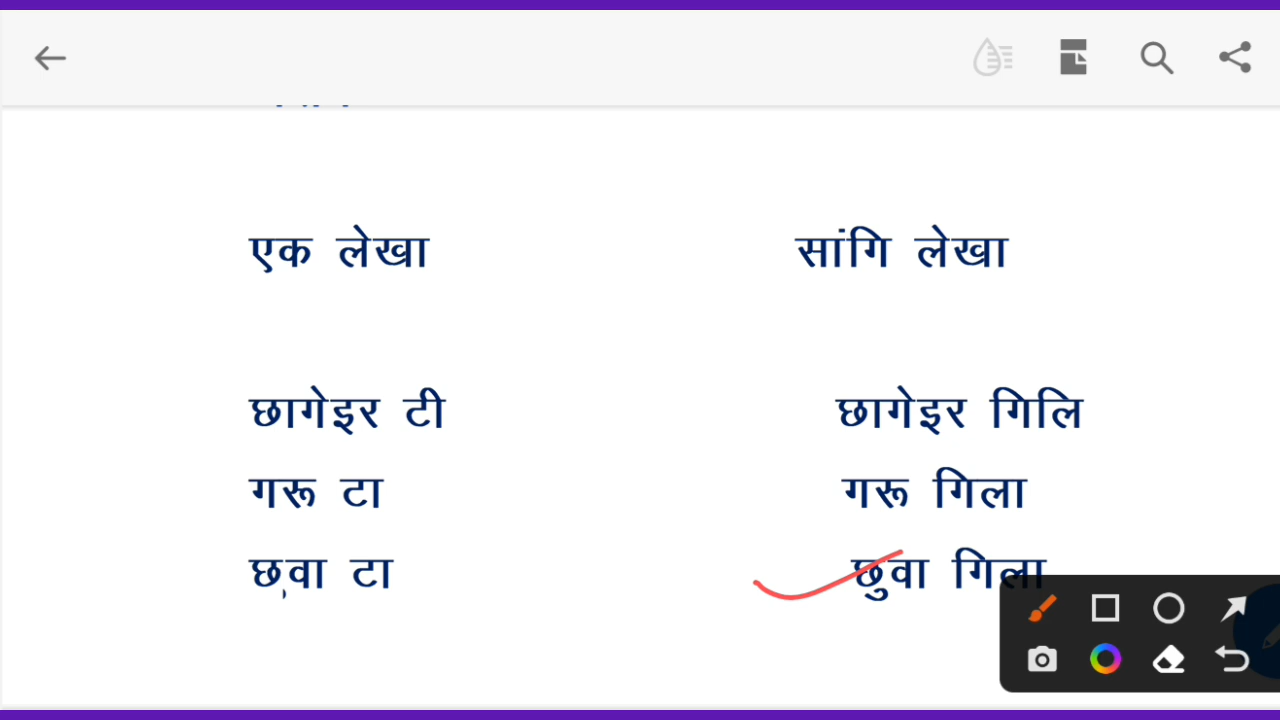 एक लेखा सांगि लेखा
छागेइर टी छागेइर गिलि
गरू टा गरू गिला
छुवा टा छुवा गिला